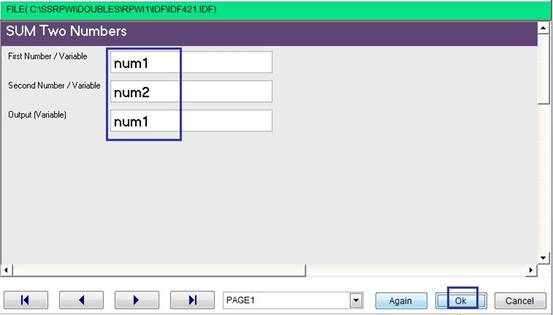 FILE( C:\SSRPWI\DOUBLES\RPWI1\IDF\IDF421.IDF)
SUM Two Numbers
First Number / Variable num1
Second Number / Variable num2
Output (Variable) num1
PAGE1 Again Ok Cancel